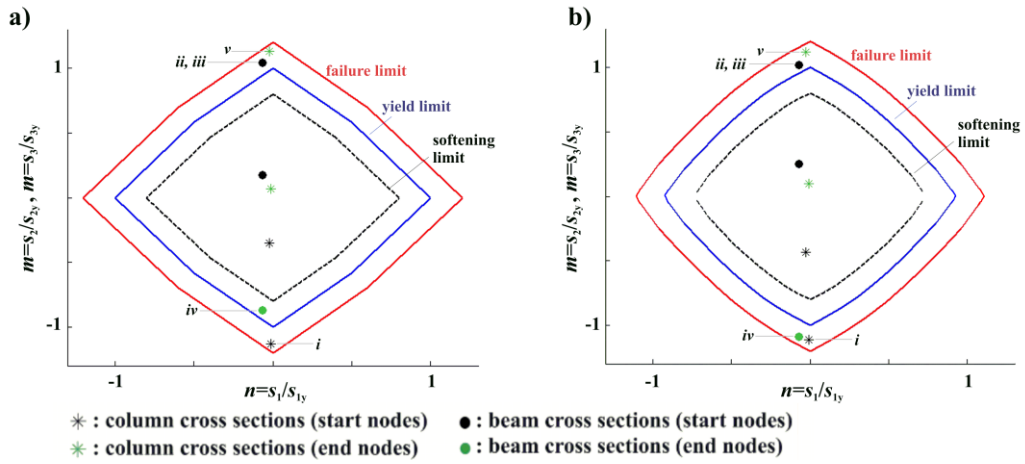 a)
v
ii, iii
failure limit
yield limit
softening
limit
iv
i
1
-1
-1
1
m=s2/s2y , m=s3/s3y
n=s1/s1y
b)
v
ii, iii
failure limit
yield limit
softening
limit
iv
i
1
-1
-1
1
m=s2/s2y , m=s3/s3y
n=s1/s1y
: column cross sections (start nodes)
: beam cross sections (start nodes)
: column cross sections (end nodes)
: beam cross sections (end nodes)